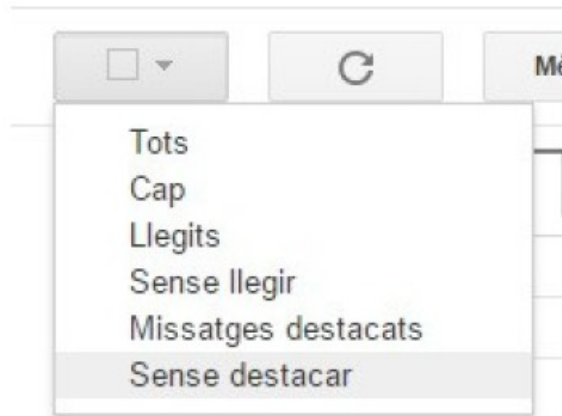 Tots
Cap
Llegits
Sense llegir
Missatges destacats
Sense destacar